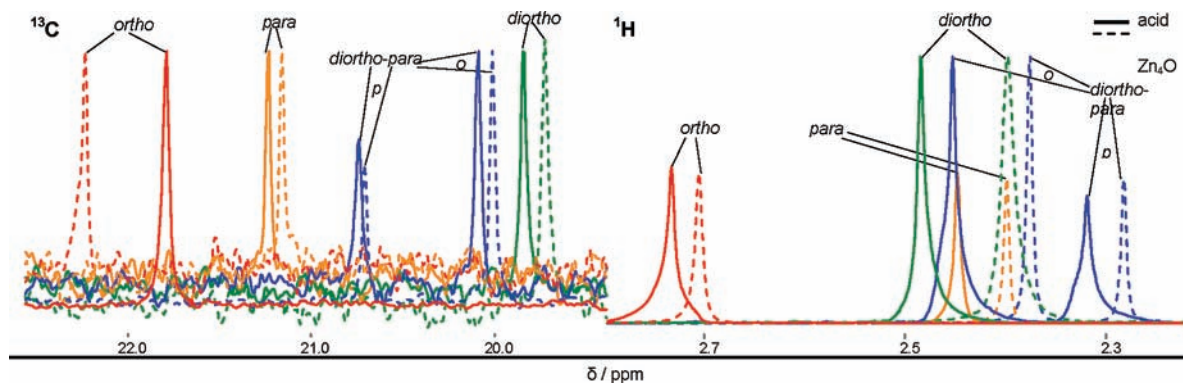 ¹³C
ortho
para
diortho-para
o
p
diortho
22.0
21.0
20.0
¹H
diortho
acid
Zn₄O
o
diortho-
para
p
para
ortho
2.7
2.5
2.3
δ / ppm